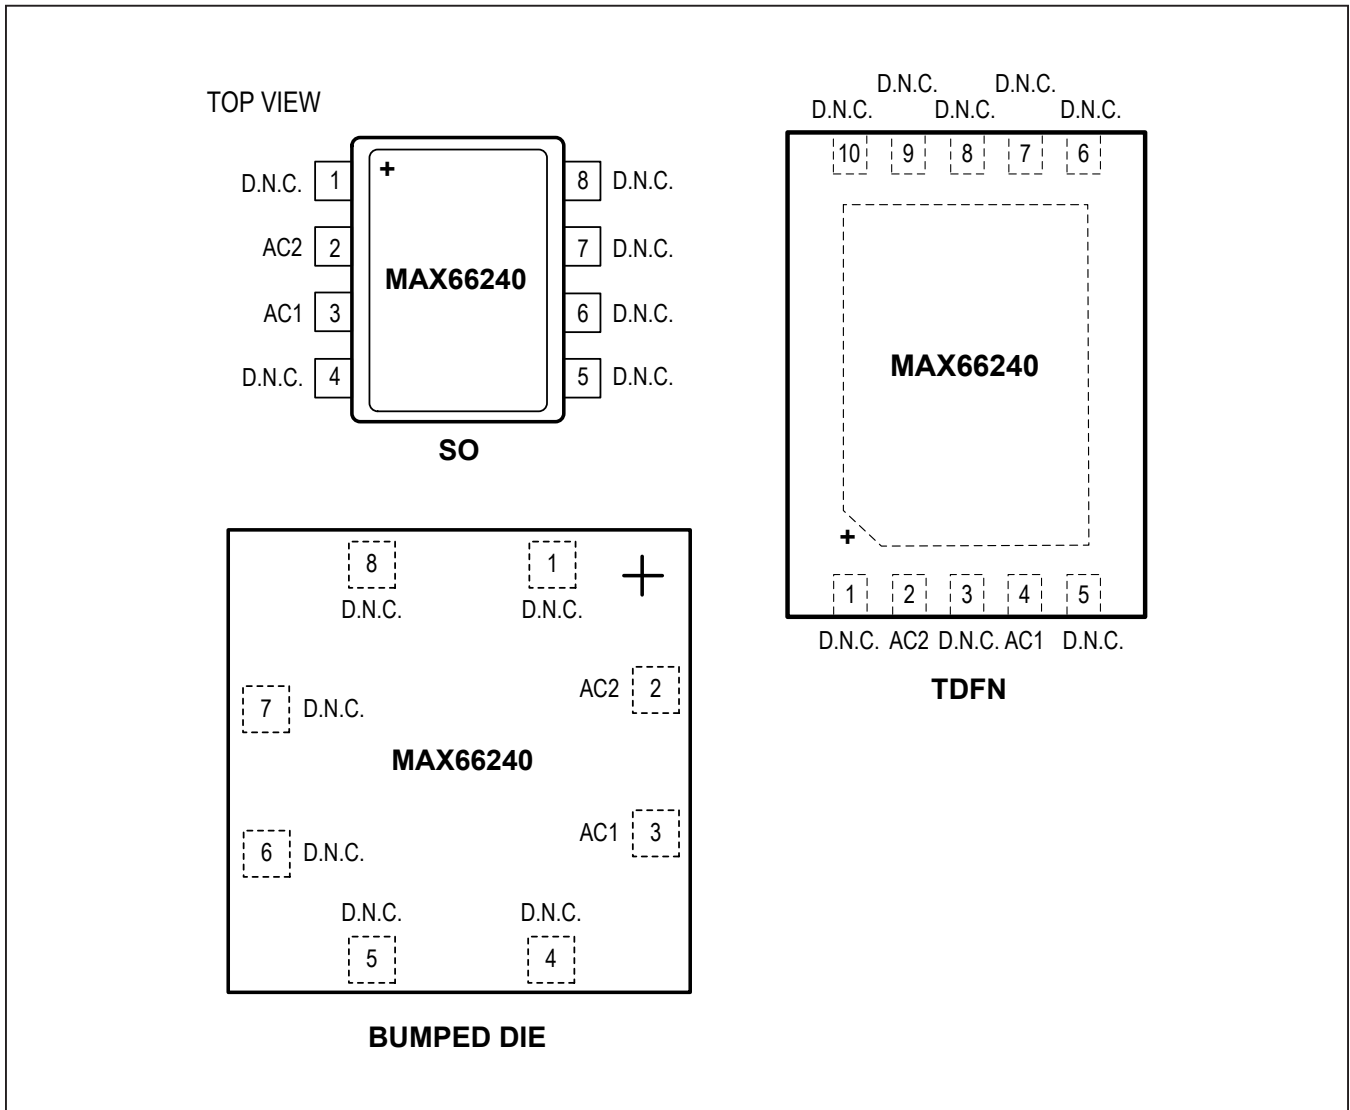 TOP VIEW
D.N.C. 1 + 8 D.N.C.
AC2 2 7 D.N.C.
MAX66240
AC1 3 6 D.N.C.
D.N.C. 4 5 D.N.C.
SO
D.N.C. D.N.C.
D.N.C. D.N.C. D.N.C.
10 9 8 7 6
MAX66240
+
1 2 3 4 5
D.N.C. AC2 D.N.C. AC1 D.N.C.
TDFN
8 1 +
D.N.C. D.N.C.
AC2 2
7 D.N.C.
MAX66240
AC1 3
6 D.N.C.
D.N.C. D.N.C.
5 4
BUMPED DIE